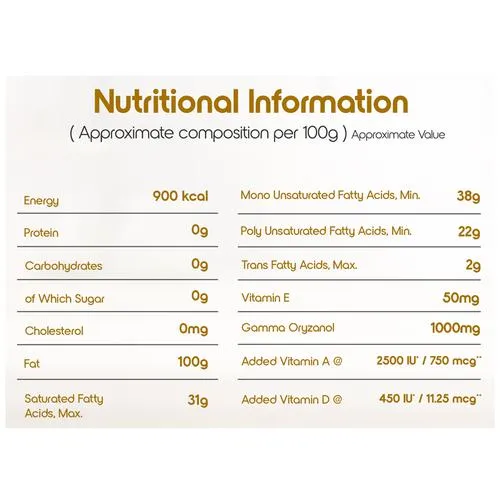 Nutritional Information
( Approximate composition per 100g ) Approximate Value
Energy 900 kcal
Protein 0g
Carbohydrates 0g
of Which Sugar 0g
Cholesterol 0mg
Fat 100g
Saturated Fatty
Acids, Max. 31g
Mono Unsaturated Fatty Acids, Min. 38g
Poly Unsaturated Fatty Acids, Min. 22g
Trans Fatty Acids, Max. 2g
Vitamin E 50mg
Gamma Oryzanol 1000mg
Added Vitamin A @ 2500 IU* / 750 mcg**
Added Vitamin D @ 450 IU* / 11.25 mcg**